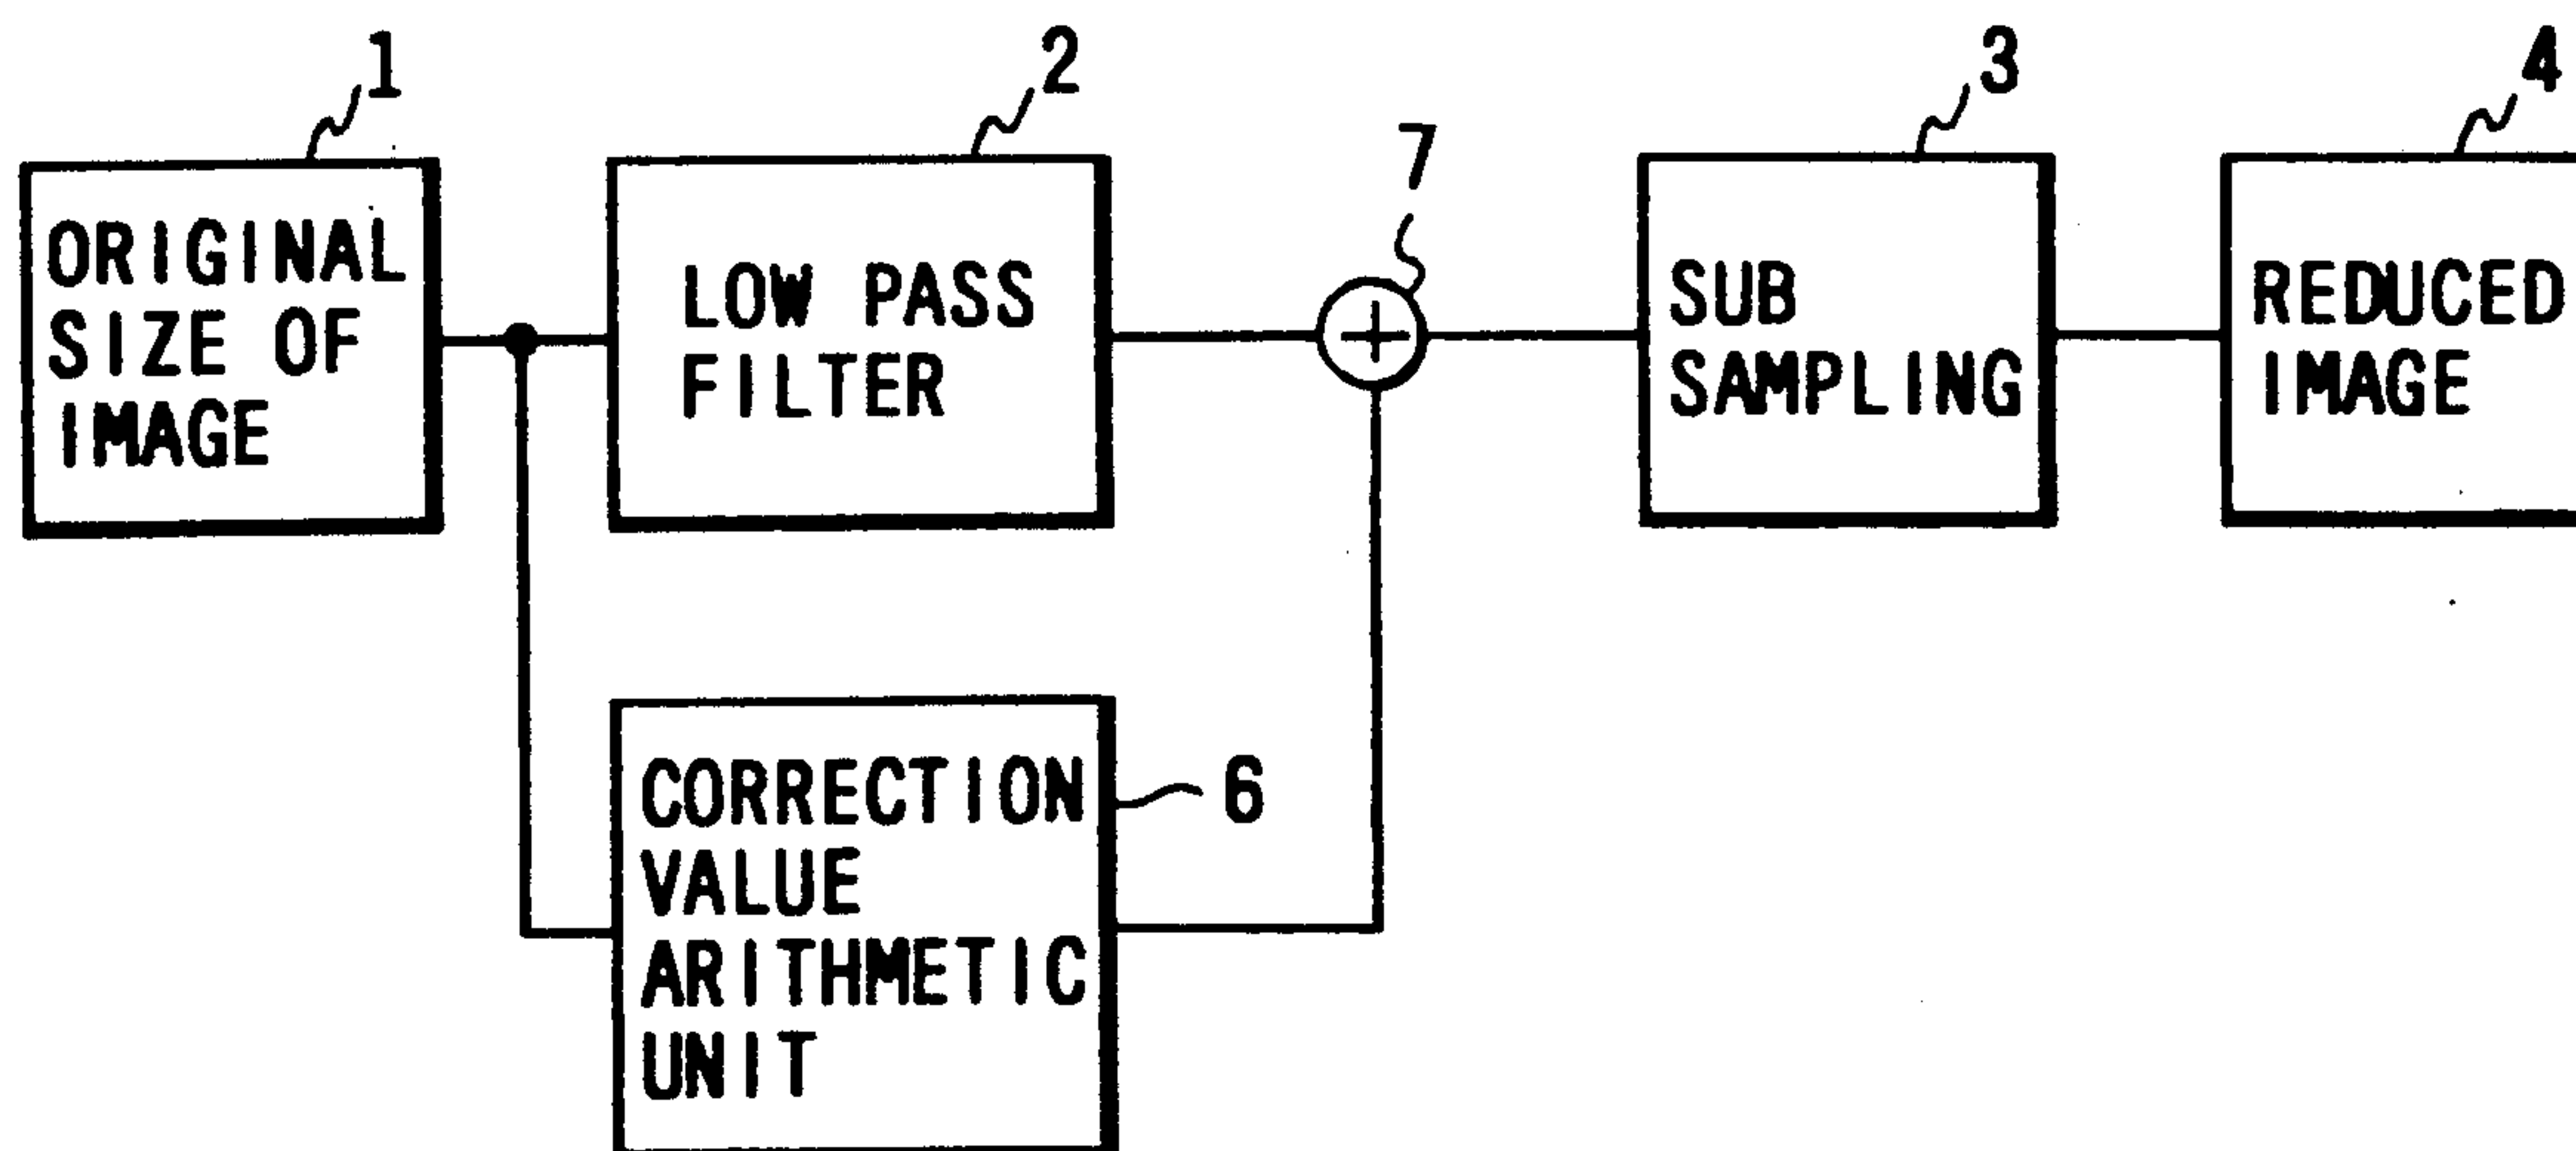 1
2
3
4
7
ORIGINAL
SIZE OF
IMAGE
LOW PASS
FILTER
+
SUB
SAMPLING
REDUCED
IMAGE
CORRECTION
VALUE
ARITHMETIC
UNIT
6